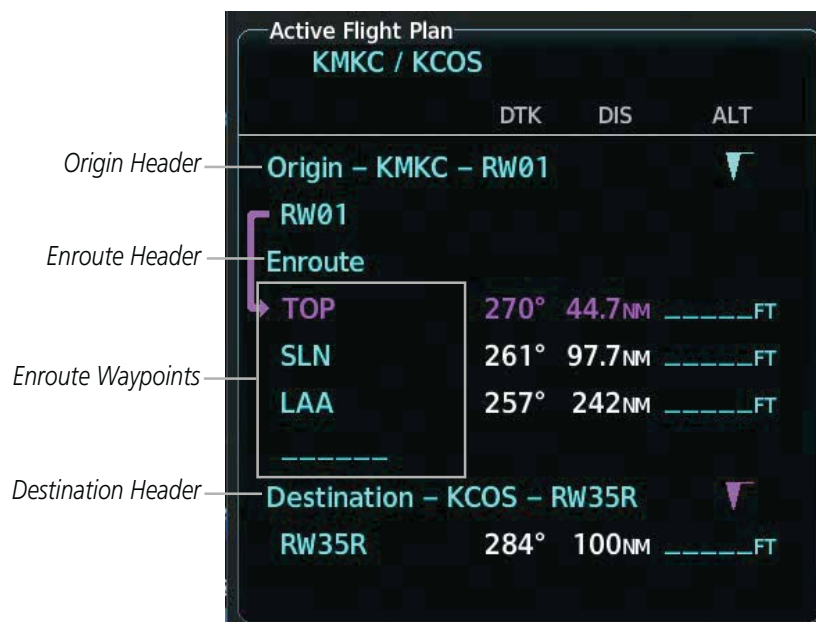 Active Flight Plan
KMKC / KCOS
DTK DIS ALT
Origin Header
Origin – KMKC – RW01
RW01
Enroute Header
Enroute
TOP 270° 44.7NM _____FT
SLN 261° 97.7NM _____FT
Enroute Waypoints
LAA 257° 242NM _____FT
______
Destination Header
Destination – KCOS – RW35R
RW35R 284° 100NM _____FT